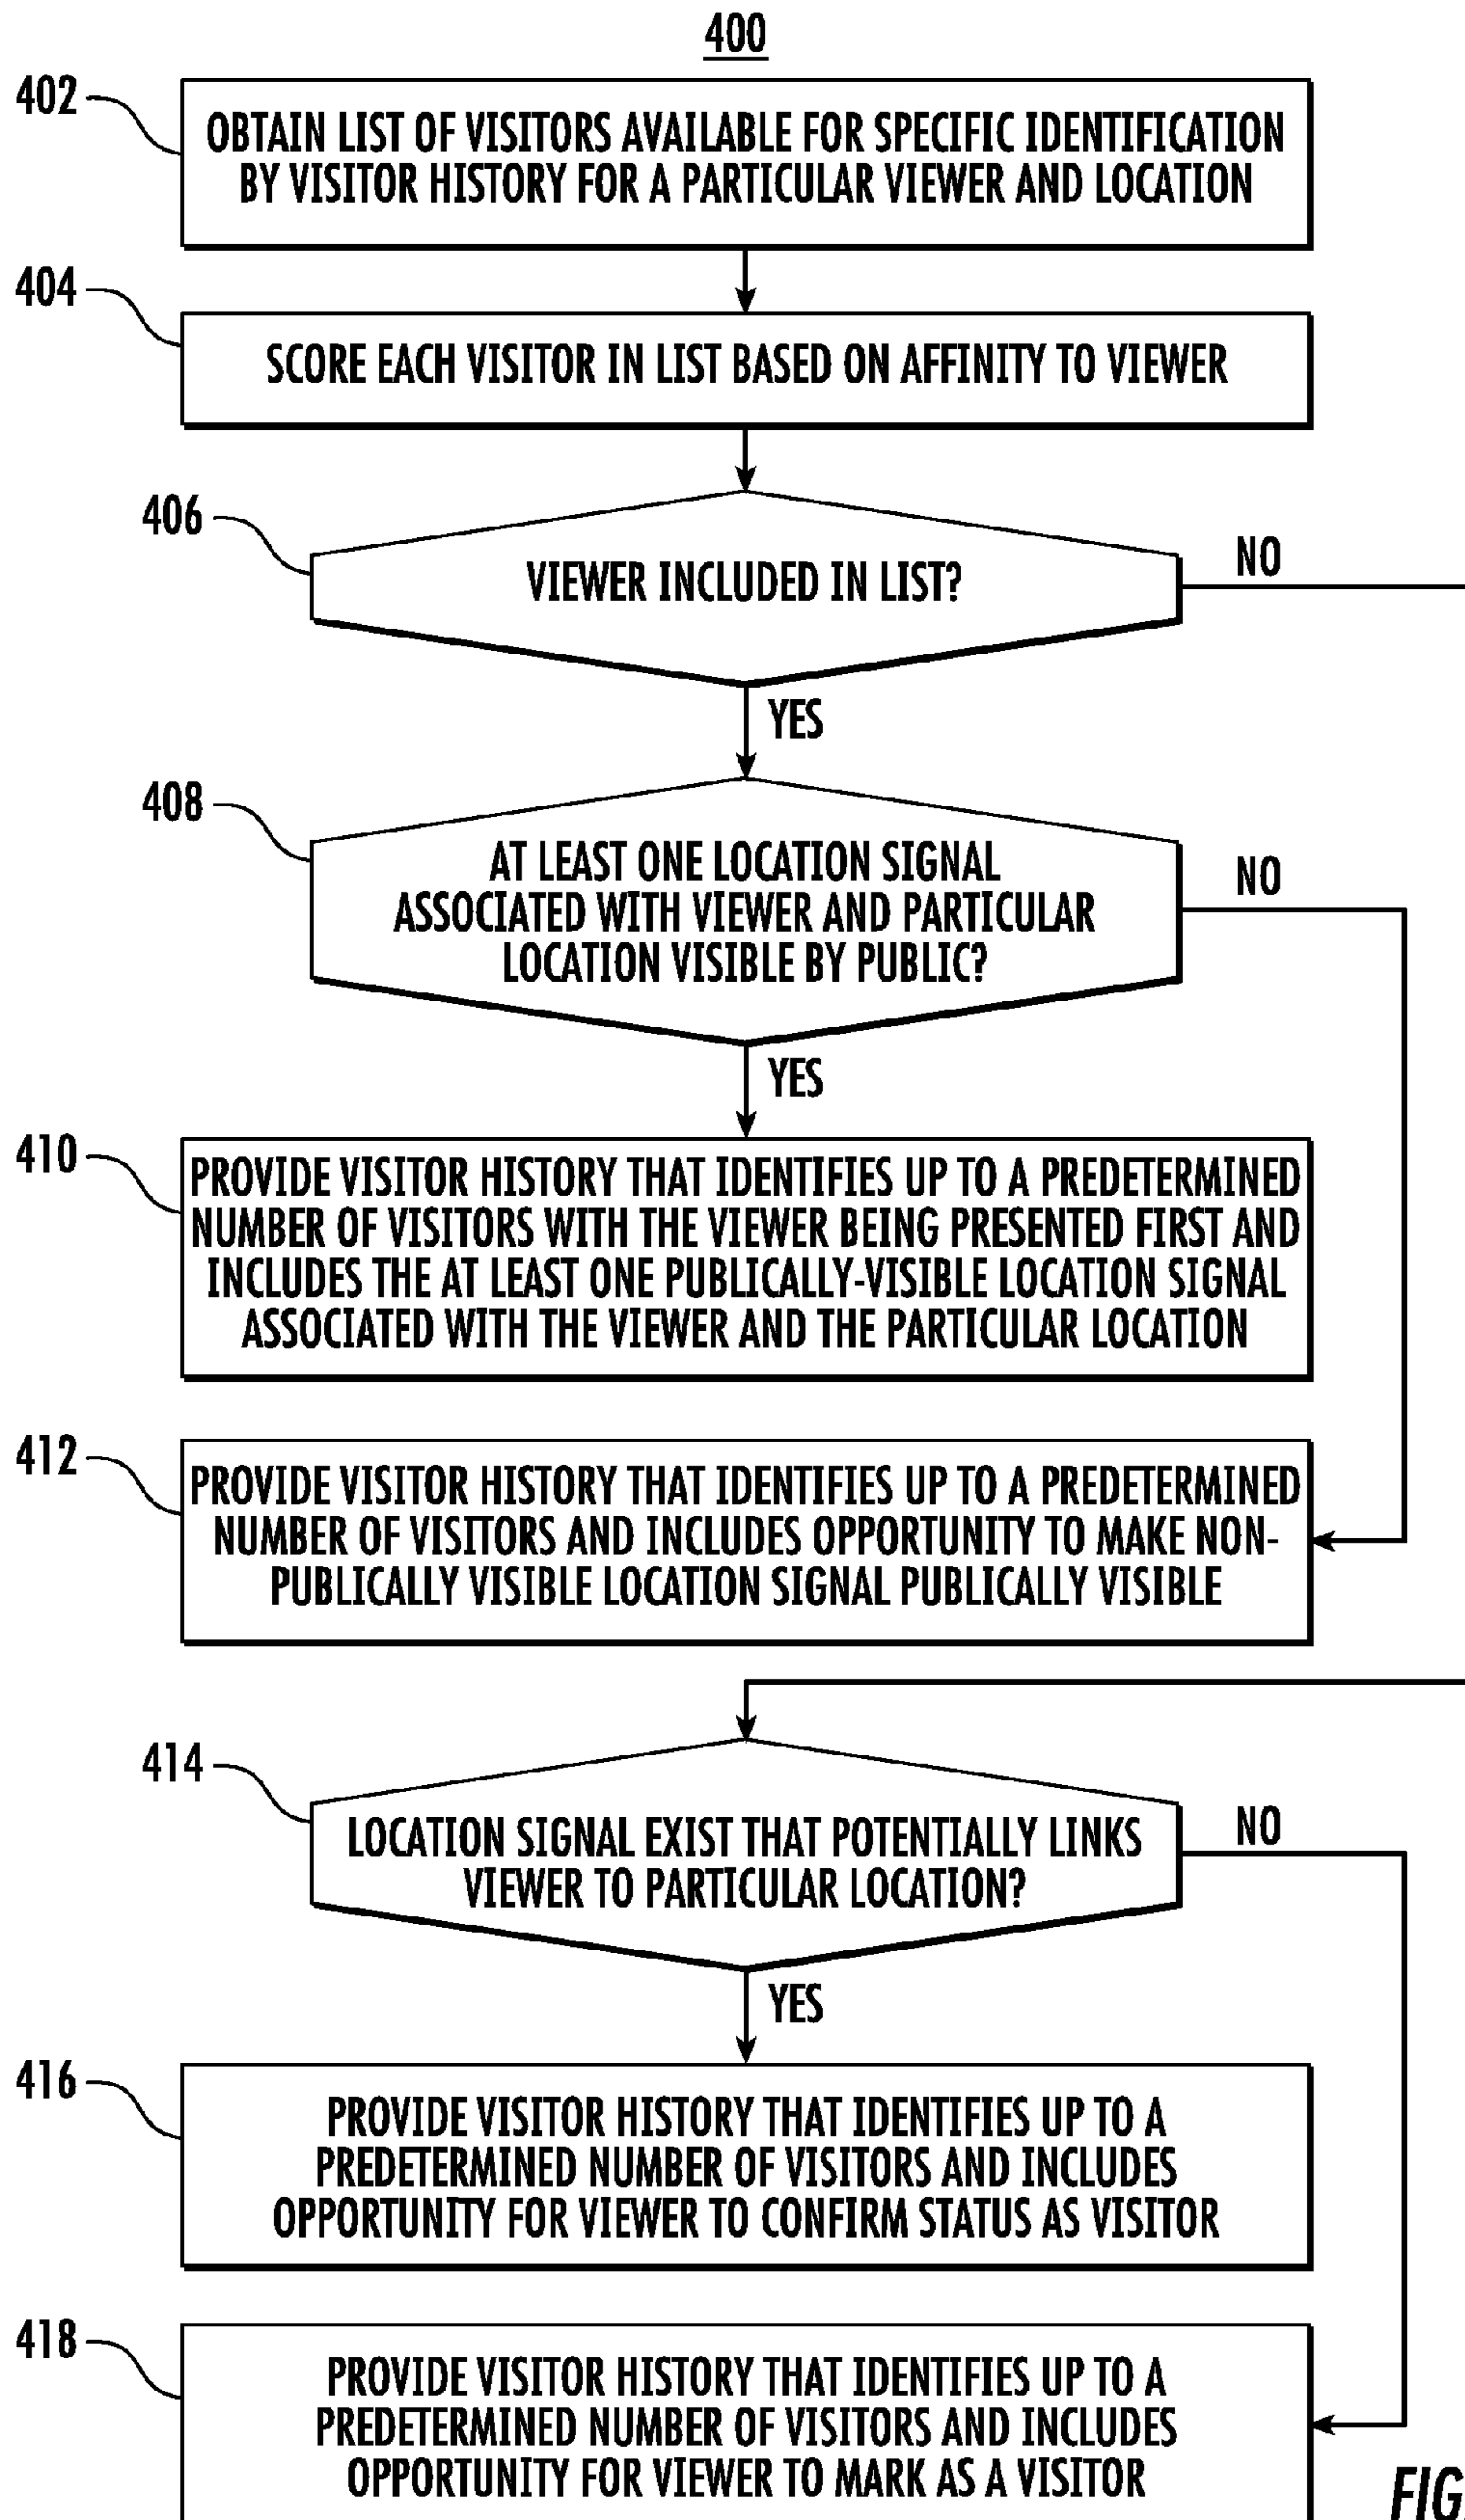 400
402
OBTAIN LIST OF VISITORS AVAILABLE FOR SPECIFIC IDENTIFICATION
BY VISITOR HISTORY FOR A PARTICULAR VIEWER AND LOCATION
404
SCORE EACH VISITOR IN LIST BASED ON AFFINITY TO VIEWER
406
VIEWER INCLUDED IN LIST?
NO
YES
408
AT LEAST ONE LOCATION SIGNAL
ASSOCIATED WITH VIEWER AND PARTICULAR
LOCATION VISIBLE BY PUBLIC?
NO
YES
410
PROVIDE VISITOR HISTORY THAT IDENTIFIES UP TO A PREDETERMINED
NUMBER OF VISITORS WITH THE VIEWER BEING PRESENTED FIRST AND
INCLUDES THE AT LEAST ONE PUBLICALLY-VISIBLE LOCATION SIGNAL
ASSOCIATED WITH THE VIEWER AND THE PARTICULAR LOCATION
412
PROVIDE VISITOR HISTORY THAT IDENTIFIES UP TO A PREDETERMINED
NUMBER OF VISITORS AND INCLUDES OPPORTUNITY TO MAKE NON-
PUBLICALLY VISIBLE LOCATION SIGNAL PUBLICALLY VISIBLE
414
LOCATION SIGNAL EXIST THAT POTENTIALLY LINKS
VIEWER TO PARTICULAR LOCATION?
NO
YES
416
PROVIDE VISITOR HISTORY THAT IDENTIFIES UP TO A
PREDETERMINED NUMBER OF VISITORS AND INCLUDES
OPPORTUNITY FOR VIEWER TO CONFIRM STATUS AS VISITOR
418
PROVIDE VISITOR HISTORY THAT IDENTIFIES UP TO A
PREDETERMINED NUMBER OF VISITORS AND INCLUDES
OPPORTUNITY FOR VIEWER TO MARK AS A VISITOR
FIG.